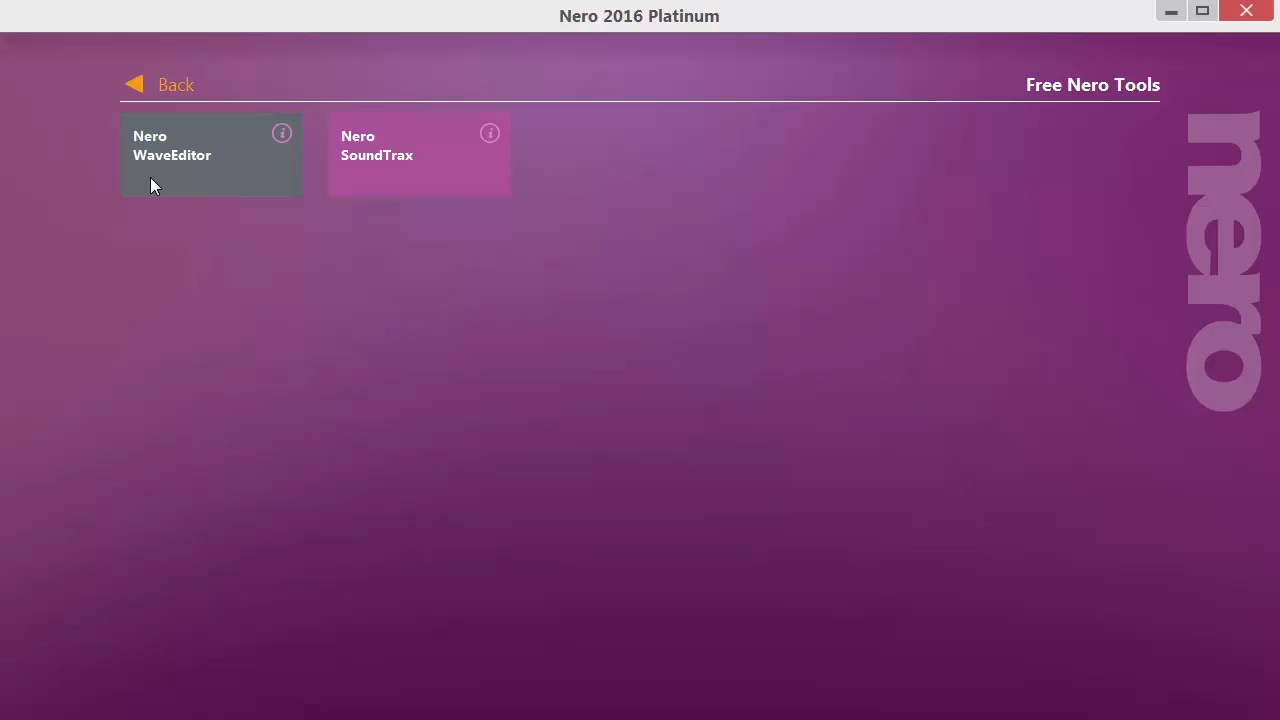 Nero 2016 Platinum
Back
Free Nero Tools
Nero
WaveEditor
Nero
SoundTrax
nero